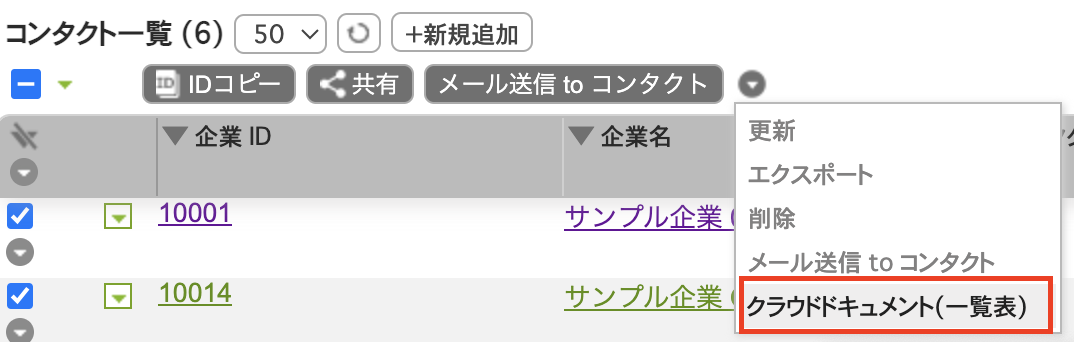 コンタクト一覧 (6) 50 +新規追加
ID IDコピー 共有 メール送信 to コンタクト
企業 ID 企業名
更新
エクスポート
削除
メール送信 to コンタクト
クラウドドキュメント(一覧表)
10001 サンプル企業
10014 サンプル企業